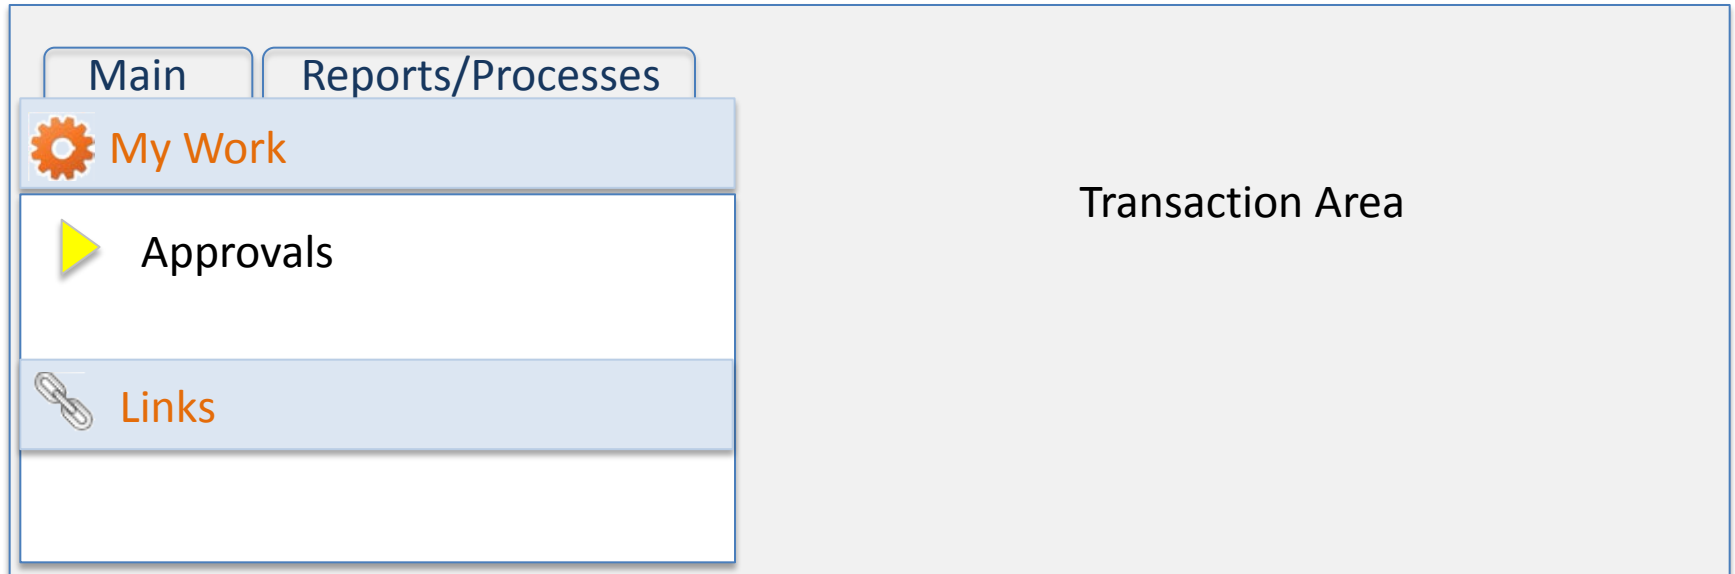 Main
Reports/Processes
My Work
Approvals
Links
Transaction Area